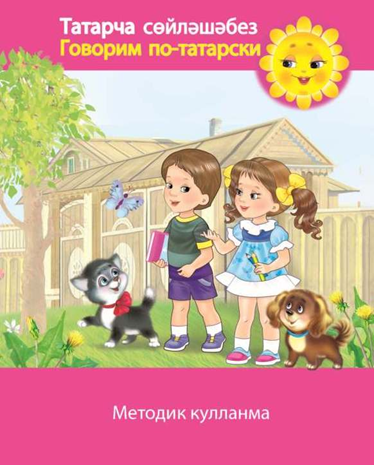 Татарча сөйләшәбез
Говорим по-татарски
Методик кулланма